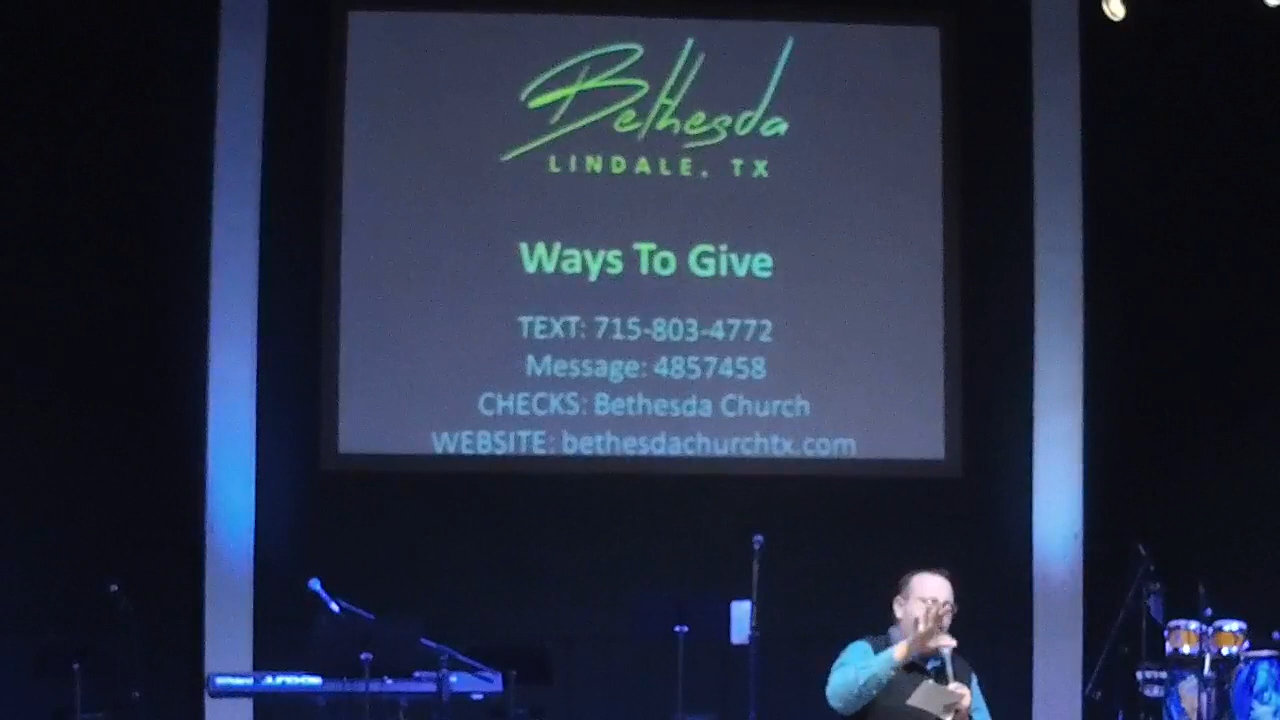 Bethesda
LINDALE, TX
Ways To Give
TEXT: 715-803-4772
Message: 4857458
CHECKS: Bethesda Church
WEBSITE: bethesdachurchtx.com